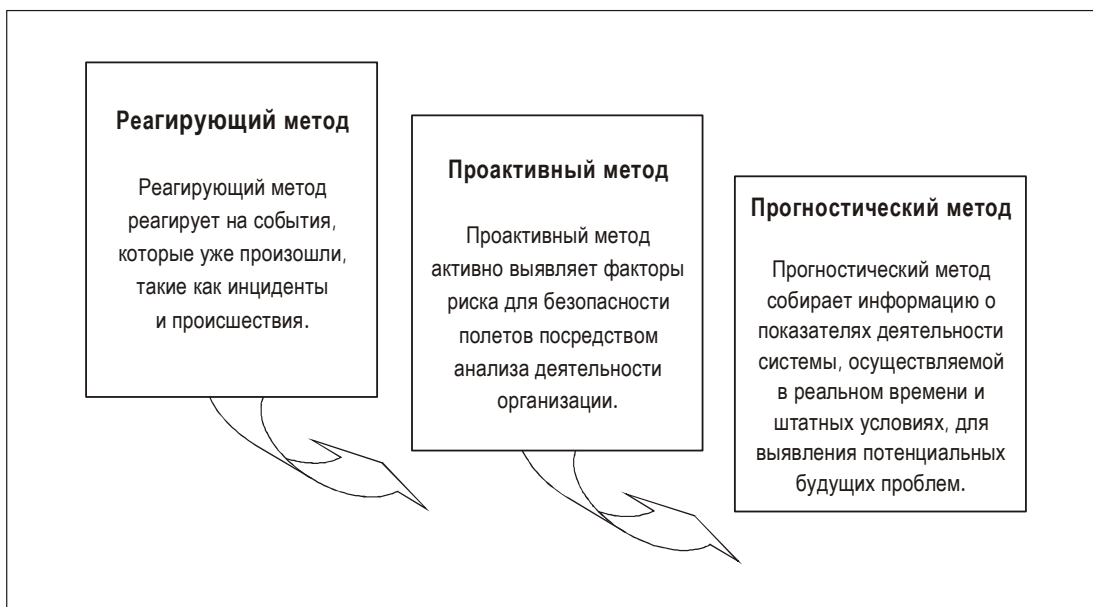 Реагирующий метод
Реагирующий метод
реагирует на события,
которые уже произошли,
такие как инциденты
и происшествия.
Проактивный метод
Проактивный метод
активно выявляет факторы
риска для безопасности
полетов посредством
анализа деятельности
организации.
Прогностический метод
Прогностический метод
собирает информацию о
показателях деятельности
системы, осуществляемой
в реальном времени и
штатных условиях, для
выявления потенциальных
будущих проблем.